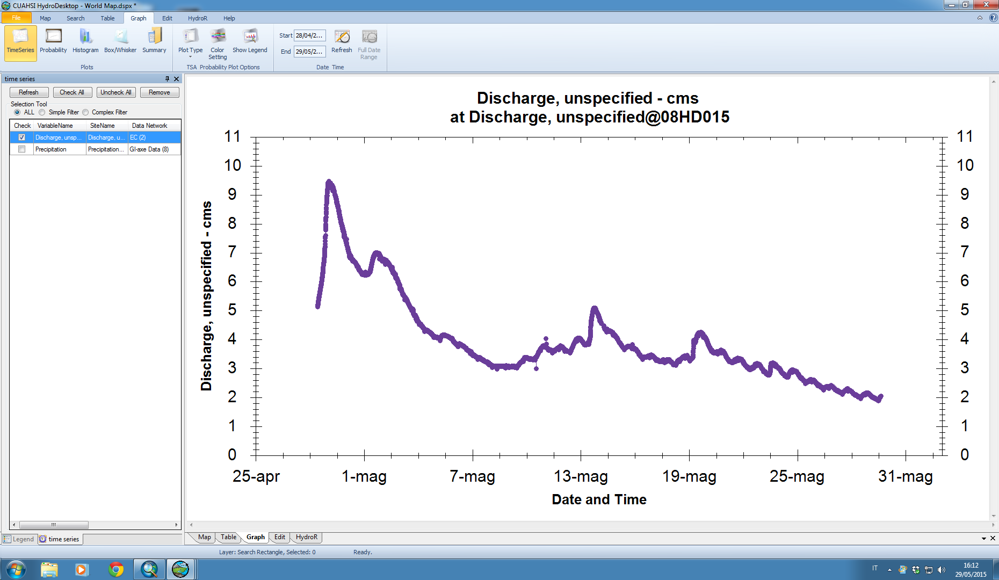 CUAHSI HydroDesktop - World Map.dspx *
File Map Search Table Graph Edit HydroR Help
TimeSeries Probability Histogram Box/Whisker Summary
Plots
Plot Type Color Setting Show Legend
TSA Probability Plot Options
Start 28/04/2...
End 29/05/2...
Refresh Full Date Range
Date Time
time series
Refresh Check All Uncheck All Remove
Selection Tool
ALL Simple Filter Complex Filter
Check VariableName SiteName Data Network
Discharge, unsp... Discharge, u... EC (2)
Precipitation Precipitation... GI-axe Data (8)
Discharge, unspecified - cms
at Discharge, unspecified@08HD015
Discharge, unspecified - cms
11 11
10 10
9 9
8 8
7 7
6 6
5 5
4 4
3 3
2 2
1 1
0 0
25-apr 1-mag 7-mag 13-mag 19-mag 25-mag 31-mag
Date and Time
Legend time series
Map Table Graph Edit HydroR
Layer: Search Rectangle, Selected: 0 Ready.
IT
16:12
29/05/2015